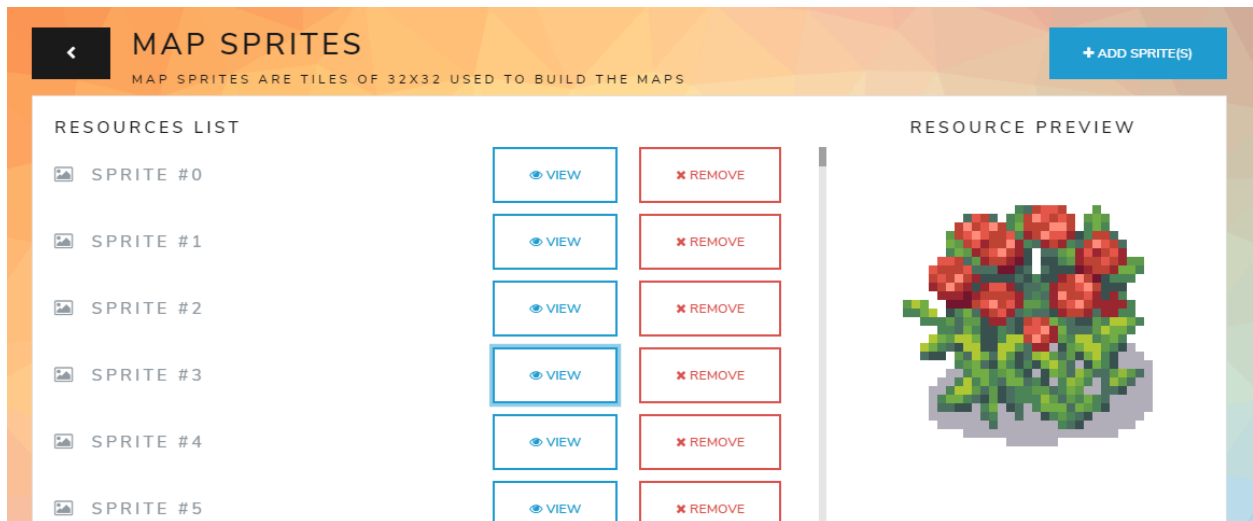 MAP SPRITES
MAP SPRITES ARE TILES OF 32X32 USED TO BUILD THE MAPS
ADD SPRITE(S)
RESOURCES LIST
RESOURCE PREVIEW
SPRITE #0 VIEW REMOVE
SPRITE #1 VIEW REMOVE
SPRITE #2 VIEW REMOVE
SPRITE #3 VIEW REMOVE
SPRITE #4 VIEW REMOVE
SPRITE #5 VIEW REMOVE